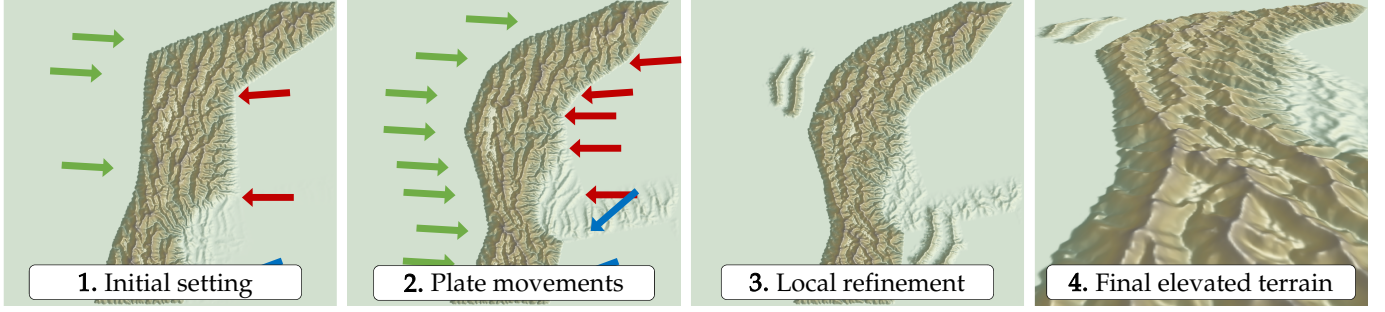 1. Initial setting
2. Plate movements
3. Local refinement
4. Final elevated terrain